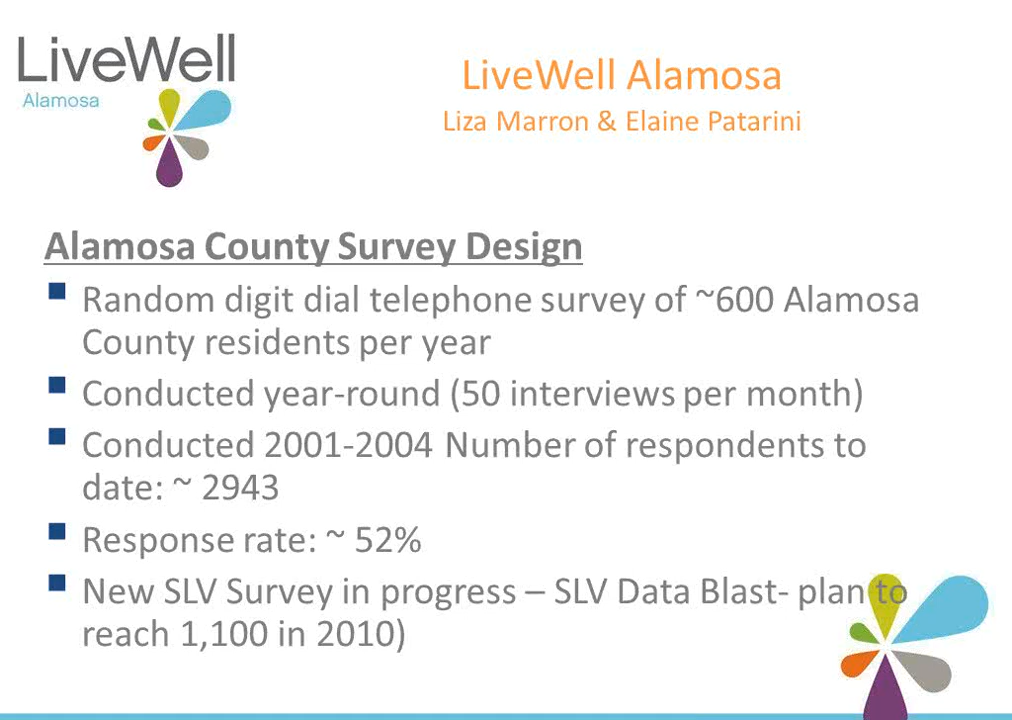 LiveWell
Alamosa
LiveWell Alamosa
Liza Marron & Elaine Patarini
Alamosa County Survey Design
▪ Random digit dial telephone survey of ~600 Alamosa
County residents per year
▪ Conducted year-round (50 interviews per month)
▪ Conducted 2001-2004 Number of respondents to
date: ~ 2943
▪ Response rate: ~ 52%
▪ New SLV Survey in progress – SLV Data Blast- plan to
reach 1,100 in 2010)